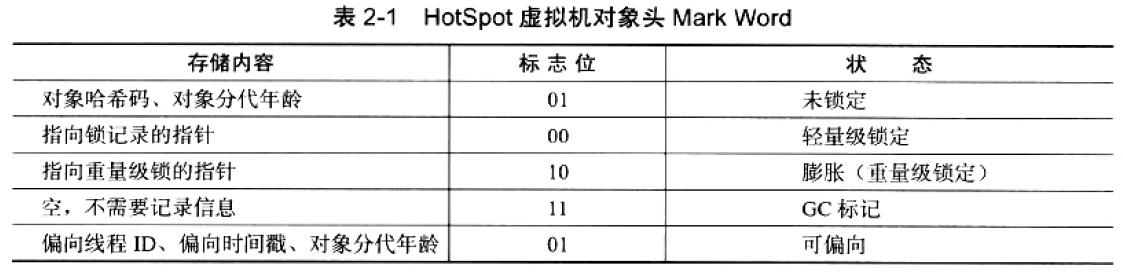 表 2-1 HotSpot 虚拟机对象头 Mark Word
存储内容 标志位 状态
对象哈希码、对象分代年龄 01 未锁定
指向锁记录的指针 00 轻量级锁定
指向重量级锁的指针 10 膨胀（重量级锁定）
空，不需要记录信息 11 GC 标记
偏向线程 ID、偏向时间戳、对象分代年龄 01 可偏向